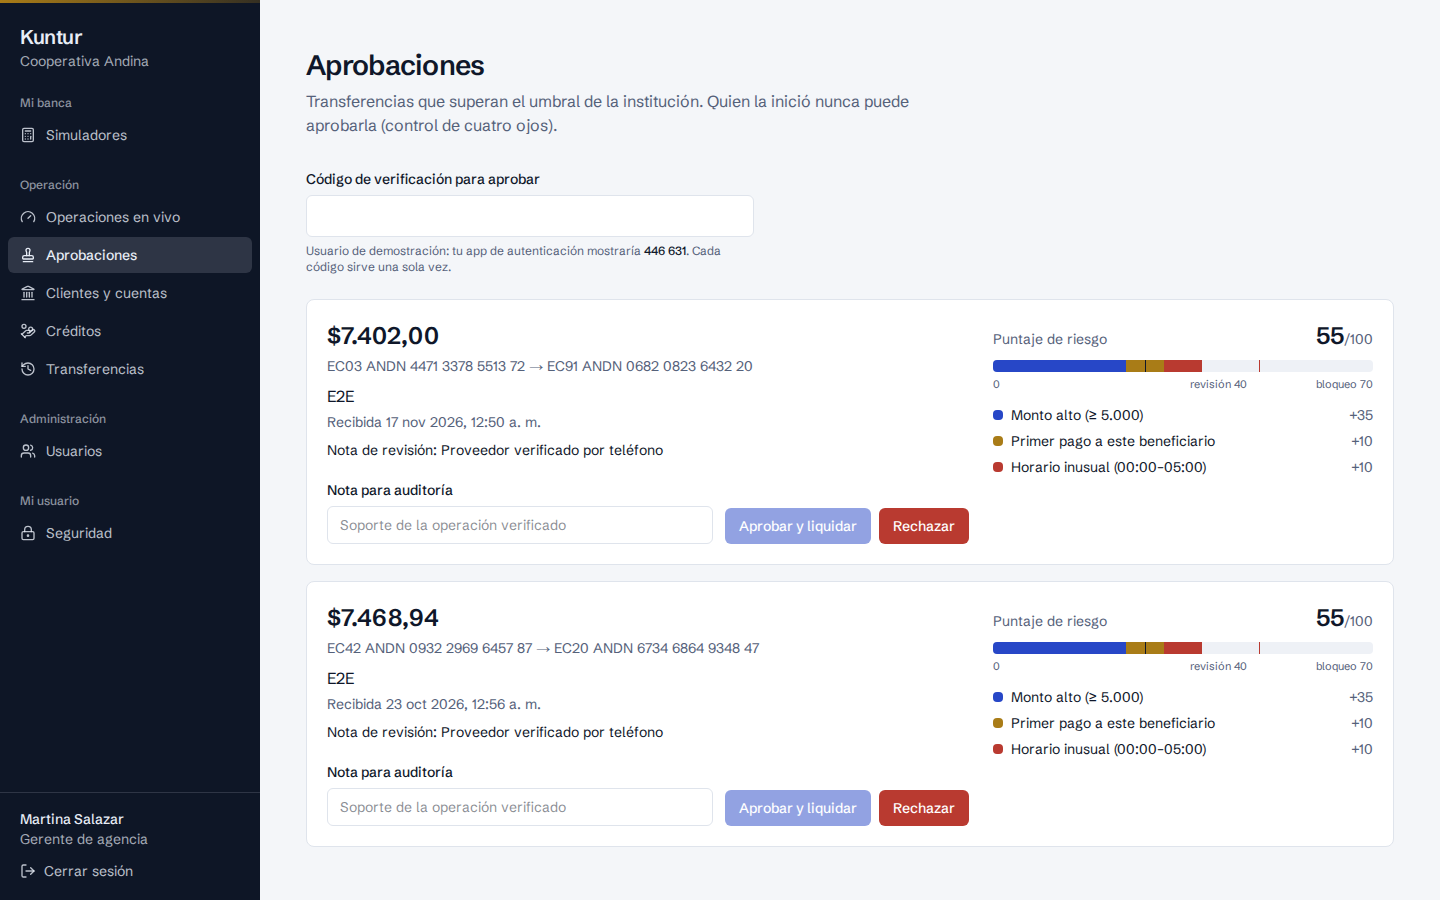 Kuntur
Cooperativa Andina
Mi banca
Simuladores
Operación
Operaciones en vivo
Aprobaciones
Clientes y cuentas
Créditos
Transferencias
Administración
Usuarios
Mi usuario
Seguridad
Martina Salazar
Gerente de agencia
Cerrar sesión
Aprobaciones
Transferencias que superan el umbral de la institución. Quien la inició nunca puede
aprobarla (control de cuatro ojos).
Código de verificación para aprobar
Usuario de demostración: tu app de autenticación mostraría 446 631. Cada
código sirve una sola vez.
$7.402,00
EC03 ANDN 4471 3378 5513 72 → EC91 ANDN 0682 0823 6432 20
E2E
Recibida 17 nov 2026, 12:50 a. m.
Nota de revisión: Proveedor verificado por teléfono
Nota para auditoría
Soporte de la operación verificado
Aprobar y liquidar
Rechazar
Puntaje de riesgo 55/100
0 revisión 40 bloqueo 70
Monto alto (≥ 5.000) +35
Primer pago a este beneficiario +10
Horario inusual (00:00–05:00) +10
$7.468,94
EC42 ANDN 0932 2969 6457 87 → EC20 ANDN 6734 6864 9348 47
E2E
Recibida 23 oct 2026, 12:56 a. m.
Nota de revisión: Proveedor verificado por teléfono
Nota para auditoría
Soporte de la operación verificado
Aprobar y liquidar
Rechazar
Puntaje de riesgo 55/100
0 revisión 40 bloqueo 70
Monto alto (≥ 5.000) +35
Primer pago a este beneficiario +10
Horario inusual (00:00–05:00) +10